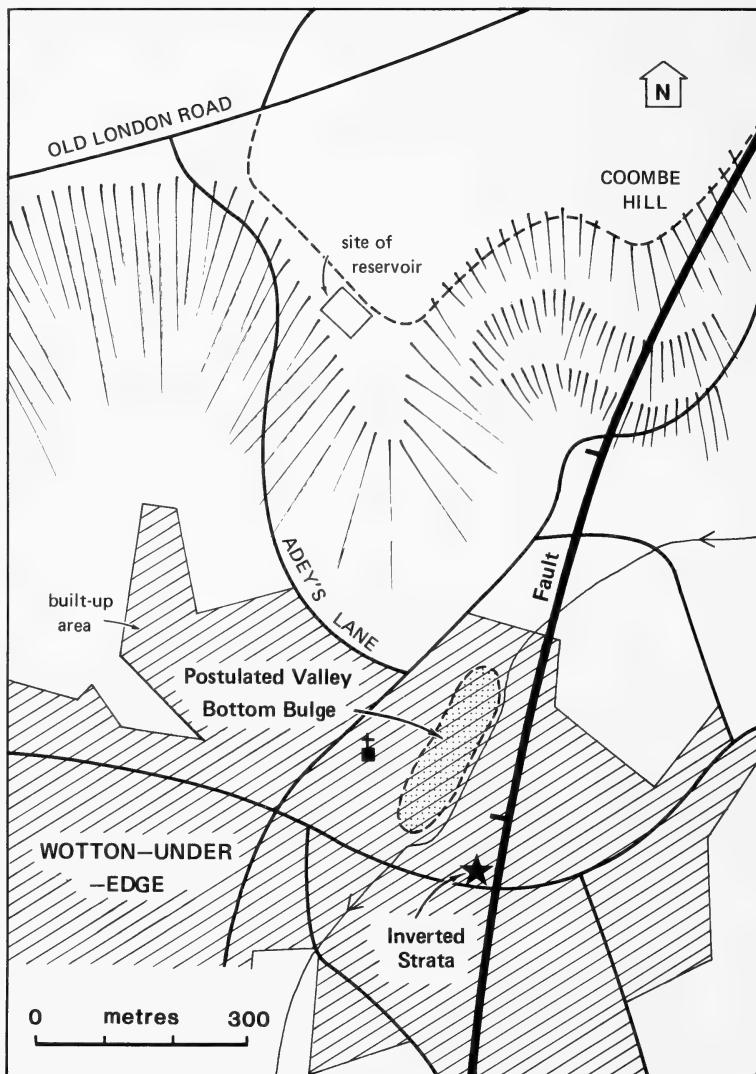 N
OLD LONDON ROAD
COOMBE
HILL
site of
reservoir
ADEY'S
LANE
Fault
built-up
area
Postulated Valley
Bottom Bulge
WOTTON—UNDER
—EDGE
Inverted
Strata
0 metres 300